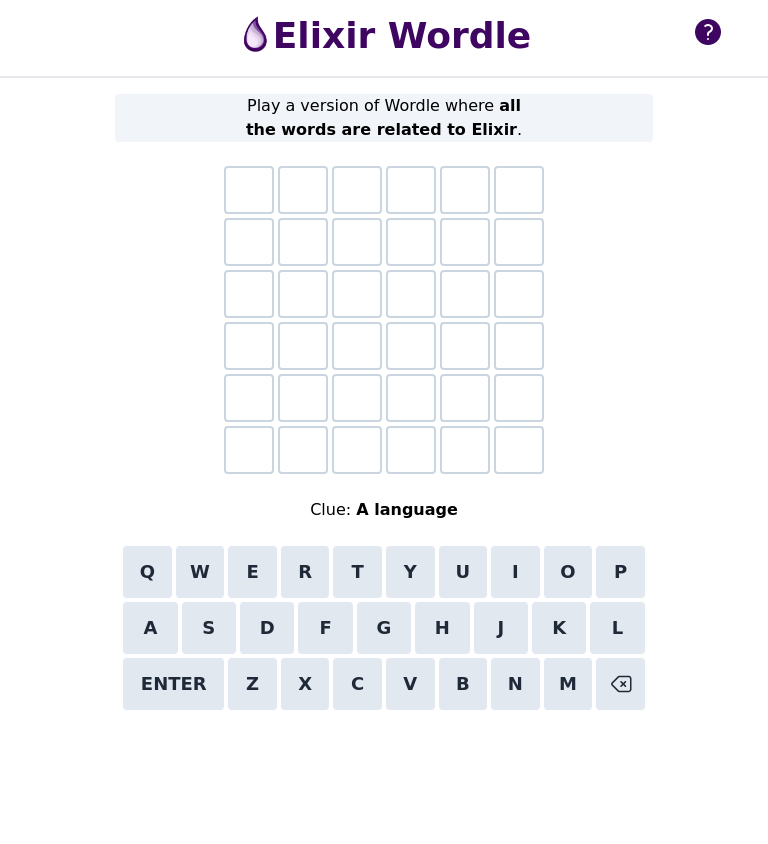 Elixir Wordle
?
Play a version of Wordle where all
the words are related to Elixir.
Clue: A language
Q W E R T Y U I O P
A S D F G H J K L
ENTER Z X C V B N M